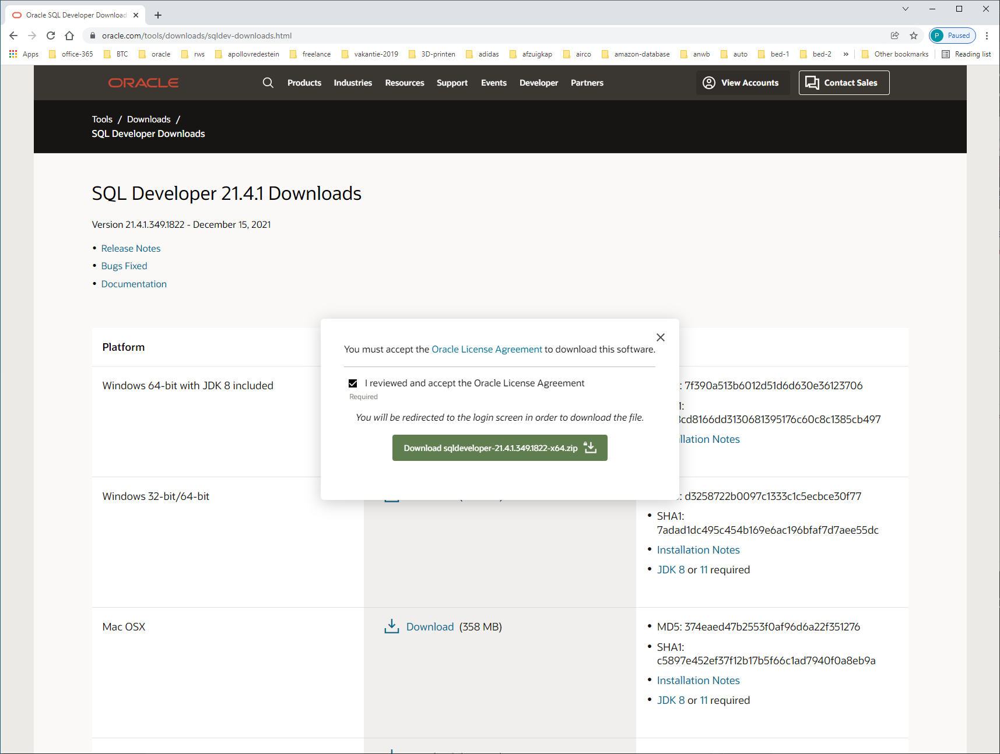 Oracle SQL Developer Download
oracle.com/tools/downloads/sqldev-downloads.html
P Paused
Apps office-365 BTC oracle rws apollovredestein freelance vakantie-2019 3D-printen adidas afzuigkap airco amazon-database anwb auto bed-1 bed-2 » Other bookmarks Reading list
ORACLE Products Industries Resources Support Events Developer Partners View Accounts Contact Sales
Tools / Downloads /
SQL Developer Downloads
SQL Developer 21.4.1 Downloads
Version 21.4.1.349.1822 - December 15, 2021
• Release Notes
• Bugs Fixed
• Documentation
You must accept the Oracle License Agreement to download this software.
I reviewed and accept the Oracle License Agreement
Required
You will be redirected to the login screen in order to download the file.
Download sqldeveloper-21.4.1.349.1822-x64.zip
Platform
Windows 64-bit with JDK 8 included
: 7f390a513b6012d51d6d630e36123706
1:
cd8166dd3130681395176c60c8c1385cb497
llation Notes
Windows 32-bit/64-bit
: d3258722b0097c1333c1c5ecbce30f77
• SHA1:
7adad1dc495c454b169e6ac196bfaf7d7aee55dc
• Installation Notes
• JDK 8 or 11 required
Mac OSX
Download (358 MB)
• MD5: 374eaed47b2553f0af96d6a22f351276
• SHA1:
c5897e452ef37f12b17b5f66c1ad7940f0a8eb9a
• Installation Notes
• JDK 8 or 11 required